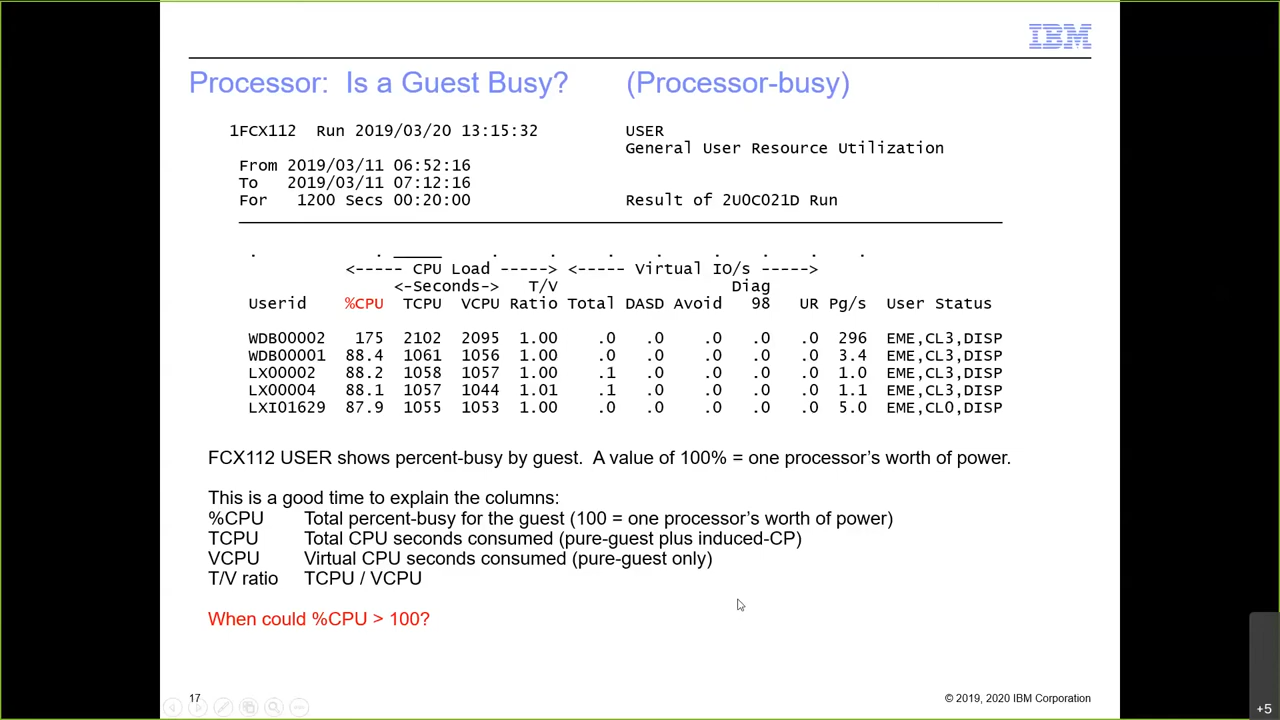 IBM
Processor: Is a Guest Busy? (Processor-busy)
1FCX112 Run 2019/03/20 13:15:32 USER
General User Resource Utilization
From 2019/03/11 06:52:16
To 2019/03/11 07:12:16
For 1200 Secs 00:20:00 Result of 2U0C021D Run
. . _____ . . . . . . . .
<----- CPU Load -----> <----- Virtual IO/s ----->
<-Seconds-> T/V Diag
Userid %CPU TCPU VCPU Ratio Total DASD Avoid 98 UR Pg/s User Status
WDB00002 175 2102 2095 1.00 .0 .0 .0 .0 .0 296 EME,CL3,DISP
WDB00001 88.4 1061 1056 1.00 .0 .0 .0 .0 .0 3.4 EME,CL3,DISP
LX00002 88.2 1058 1057 1.00 .1 .0 .0 .0 .0 1.0 EME,CL3,DISP
LX00004 88.1 1057 1044 1.01 .1 .0 .0 .0 .0 1.1 EME,CL3,DISP
LXIO1629 87.9 1055 1053 1.00 .0 .0 .0 .0 .0 5.0 EME,CL0,DISP
FCX112 USER shows percent-busy by guest. A value of 100% = one processor's worth of power.
This is a good time to explain the columns:
%CPU Total percent-busy for the guest (100 = one processor's worth of power)
TCPU Total CPU seconds consumed (pure-guest plus induced-CP)
VCPU Virtual CPU seconds consumed (pure-guest only)
T/V ratio TCPU / VCPU
When could %CPU > 100?
17 © 2019, 2020 IBM Corporation
+5